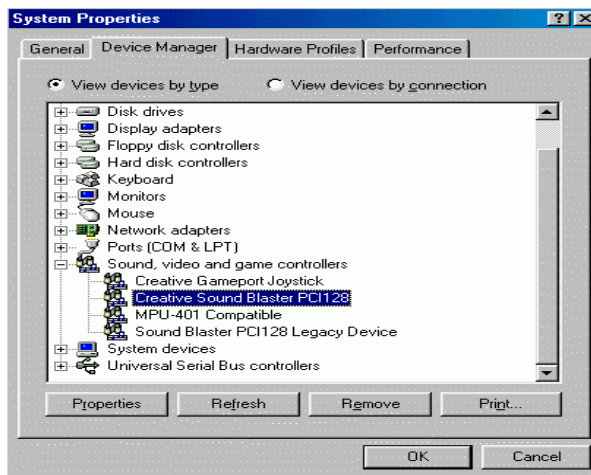 System Properties
General Device Manager Hardware Profiles Performance
View devices by type View devices by connection
Disk drives
Display adapters
Floppy disk controllers
Hard disk controllers
Keyboard
Monitors
Mouse
Network adapters
Ports (COM & LPT)
Sound, video and game controllers
Creative Gameport Joystick
Creative Sound Blaster PCI128
MPU-401 Compatible
Sound Blaster PCI128 Legacy Device
System devices
Universal Serial Bus controllers
Properties Refresh Remove Print...
OK Cancel